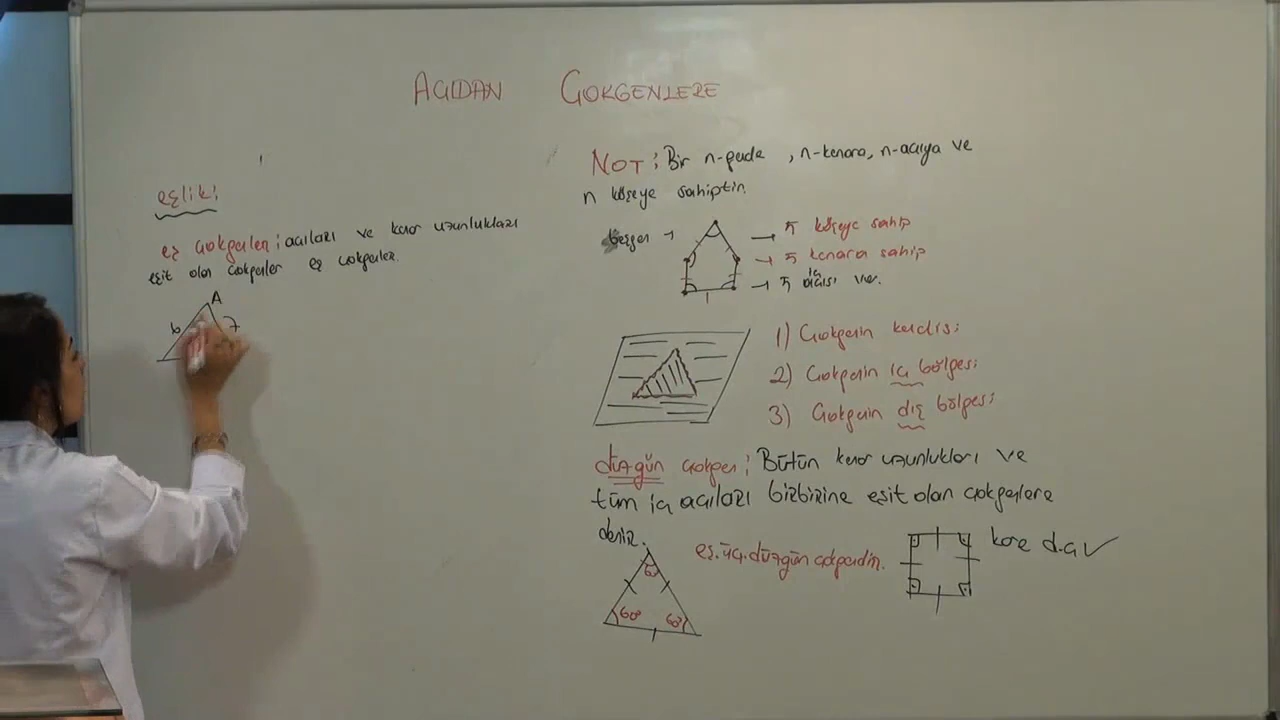 AÇIDAN ÇOKGENLERE
eşlik:
eş çokgenler; açıları ve kenar uzunlukları
eşit olan çokgenler eş çokgenler.
A
6 7
NOT: Bir n-gende, n-kenara, n-açıya ve
n köşeye sahiptir.
beşgen → → 5 köşeye sahip
→ 5 kenara sahip
→ 5 iç açısı var.
1) Çokgenin kendisi
2) Çokgenin iç bölgesi
3) Çokgenin dış bölgesi
düzgün çokgen; Bütün kenar uzunlukları ve
tüm iç açıları birbirine eşit olan çokgenlere
denir.
eş.üç.düzgün çokgendir.
kare d.ç ✓
60° 60°